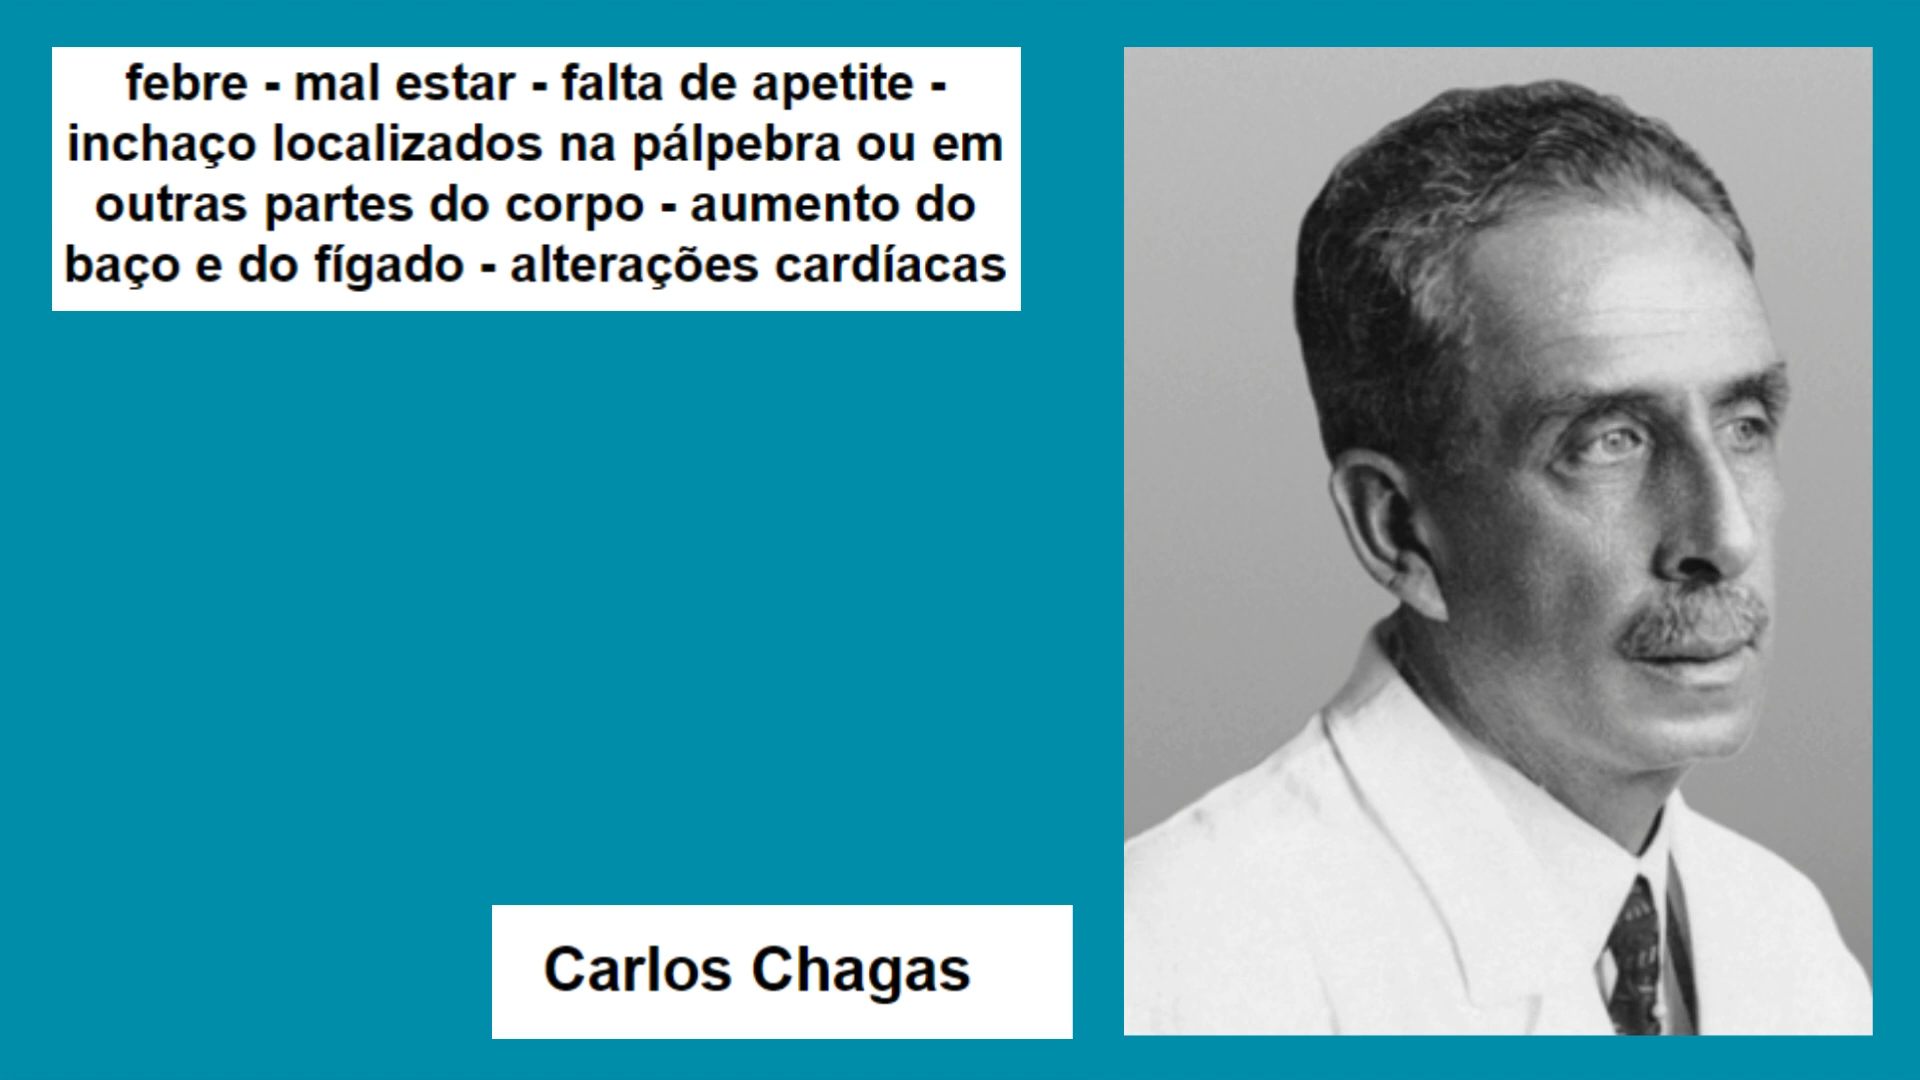 febre - mal estar - falta de apetite -
inchaço localizados na pálpebra ou em
outras partes do corpo - aumento do
baço e do fígado - alterações cardíacas
Carlos Chagas